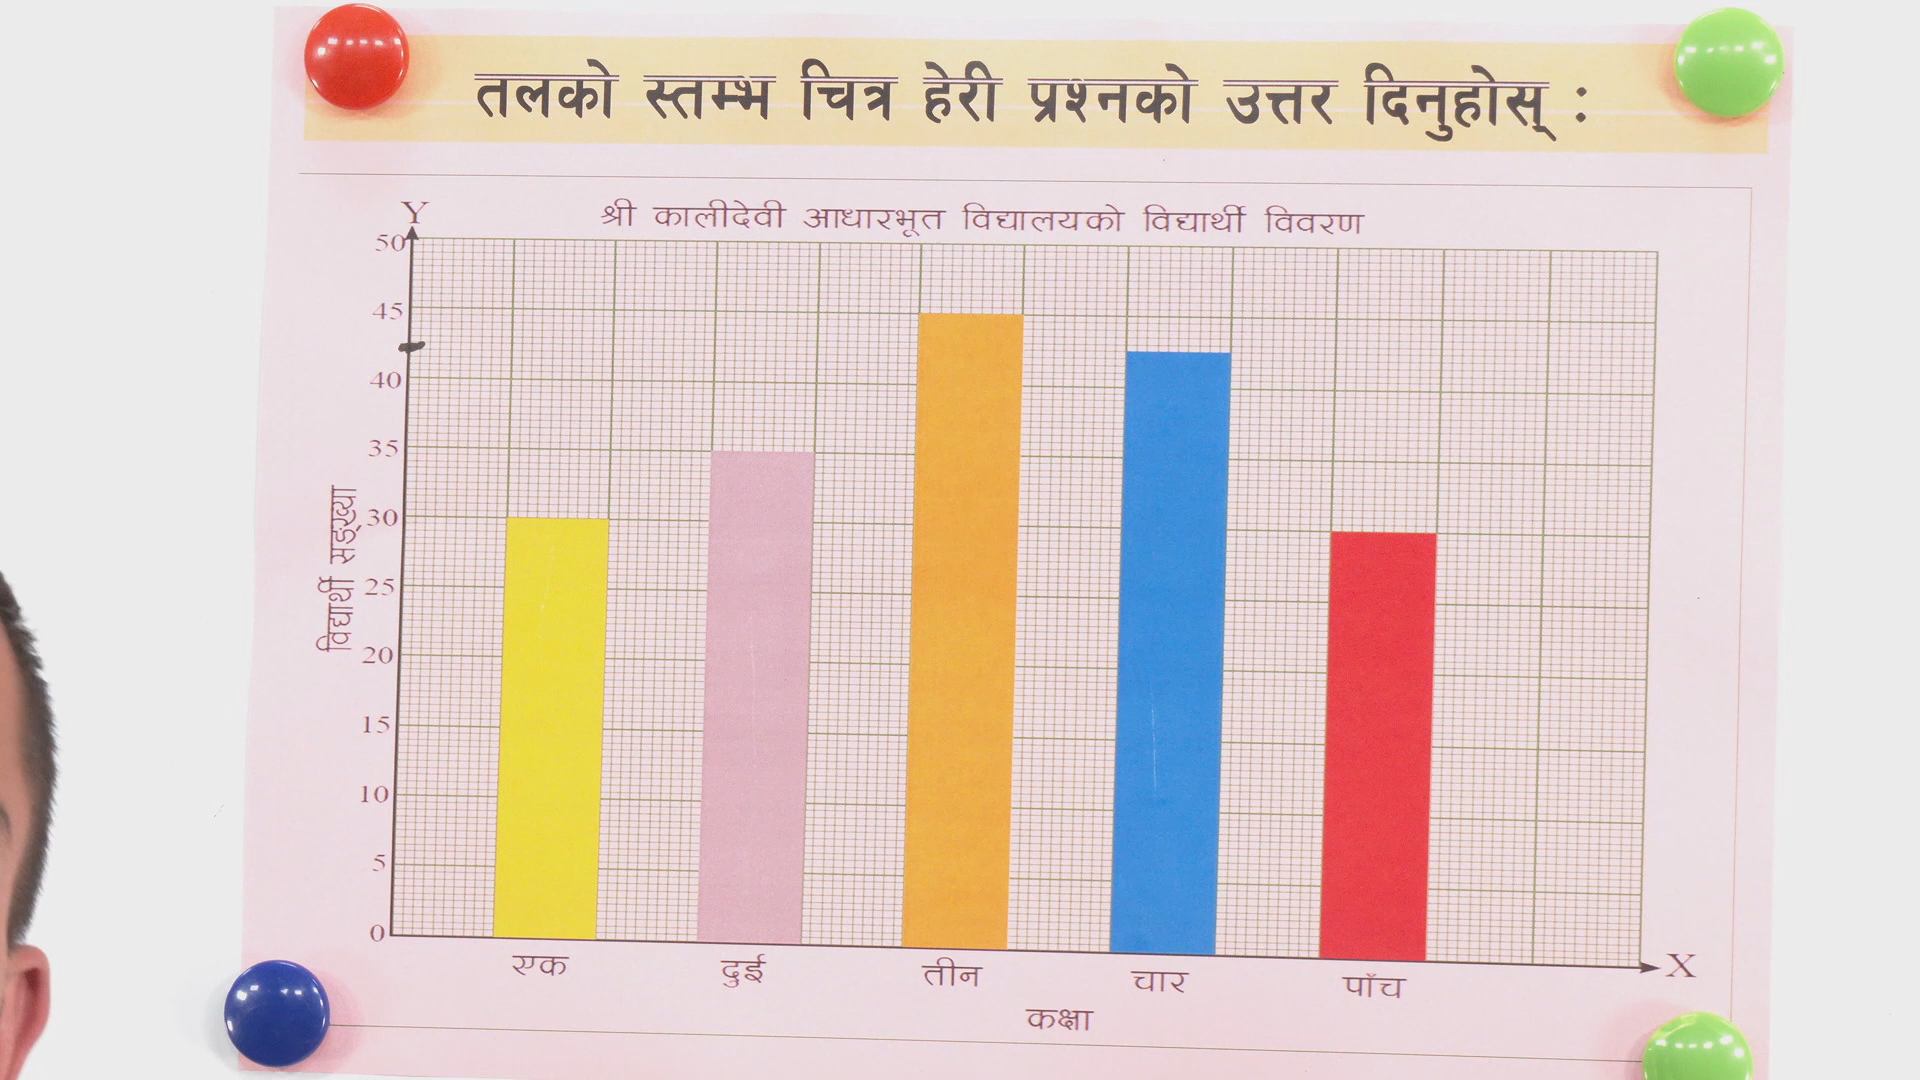 तलको स्तम्भ चित्र हेरी प्रश्नको उत्तर दिनुहोस् :
श्री कालीदेवी आधारभूत विद्यालयको विद्यार्थी विवरण
Y
50
45
40
35
30
25
20
15
10
5
0
विद्यार्थी सङ्ख्या
एक दुई तीन चार पाँच
X
कक्षा